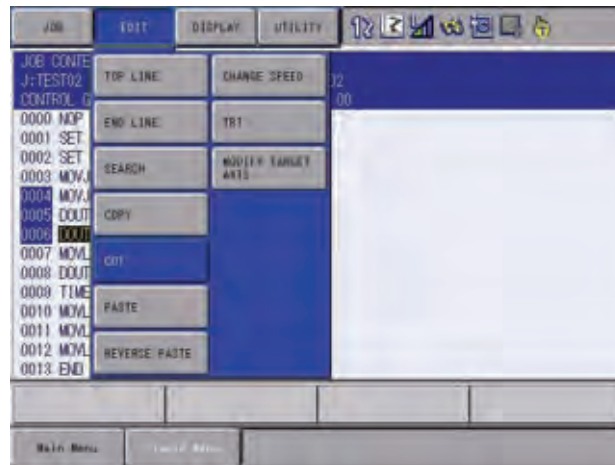 JOB EDIT DISPLAY UTILITY
JOB CONTE
J:TEST02 02
CONTROL G 00
TOP LINE CHANGE SPEED
END LINE TRT
SEARCH MODIFY TARGET AXIS
COPY
CUT
PASTE
REVERSE PASTE
0000 NOP
0001 SET
0002 SET
0003 MOVJ
0004 MOVJ
0005 DOUT
0006 DOUT
0007 MOVL
0008 DOUT
0009 TIME
0010 MOVL
0011 MOVL
0012 MOVL
0013 END
Main Menu